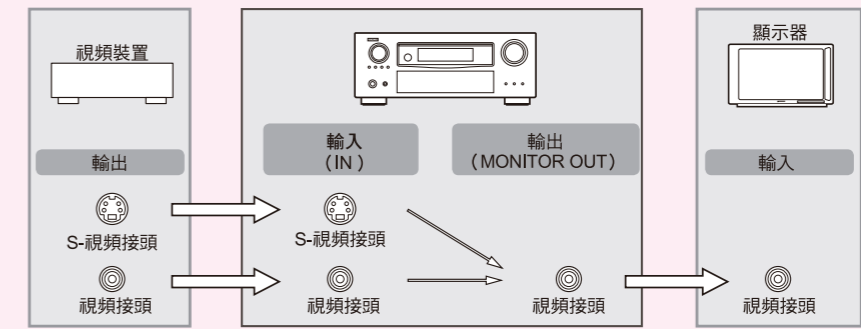 視頻裝置
輸出
S-視頻接頭
視頻接頭
輸入
(IN)
輸出
(MONITOR OUT)
S-視頻接頭
視頻接頭
視頻接頭
顯示器
輸入
視頻接頭